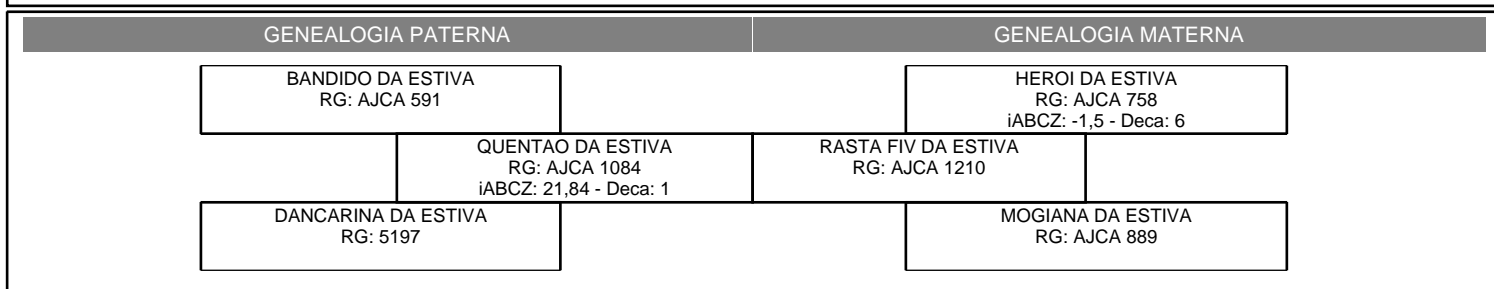 GENEALOGIA PATERNA
GENEALOGIA MATERNA
BANDIDO DA ESTIVA
RG: AJCA 591
HEROI DA ESTIVA
RG: AJCA 758
iABCZ: -1,5 - Deca: 6
QUENTAO DA ESTIVA
RG: AJCA 1084
iABCZ: 21,84 - Deca: 1
RASTA FIV DA ESTIVA
RG: AJCA 1210
DANCARINA DA ESTIVA
RG: 5197
MOGIANA DA ESTIVA
RG: AJCA 889